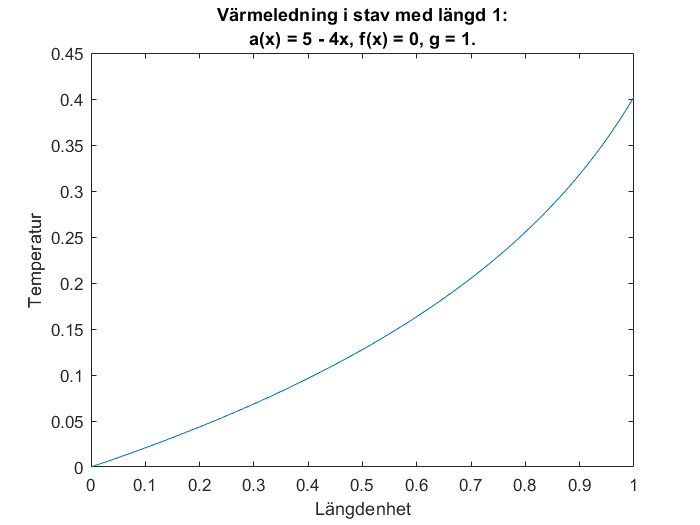 Värmeledning i stav med längd 1:
a(x) = 5 - 4x, f(x) = 0, g = 1.
0.45
0.4
0.35
0.3
0.25
0.2
0.15
0.1
0.05
0
Temperatur
0 0.1 0.2 0.3 0.4 0.5 0.6 0.7 0.8 0.9 1
Längdenhet